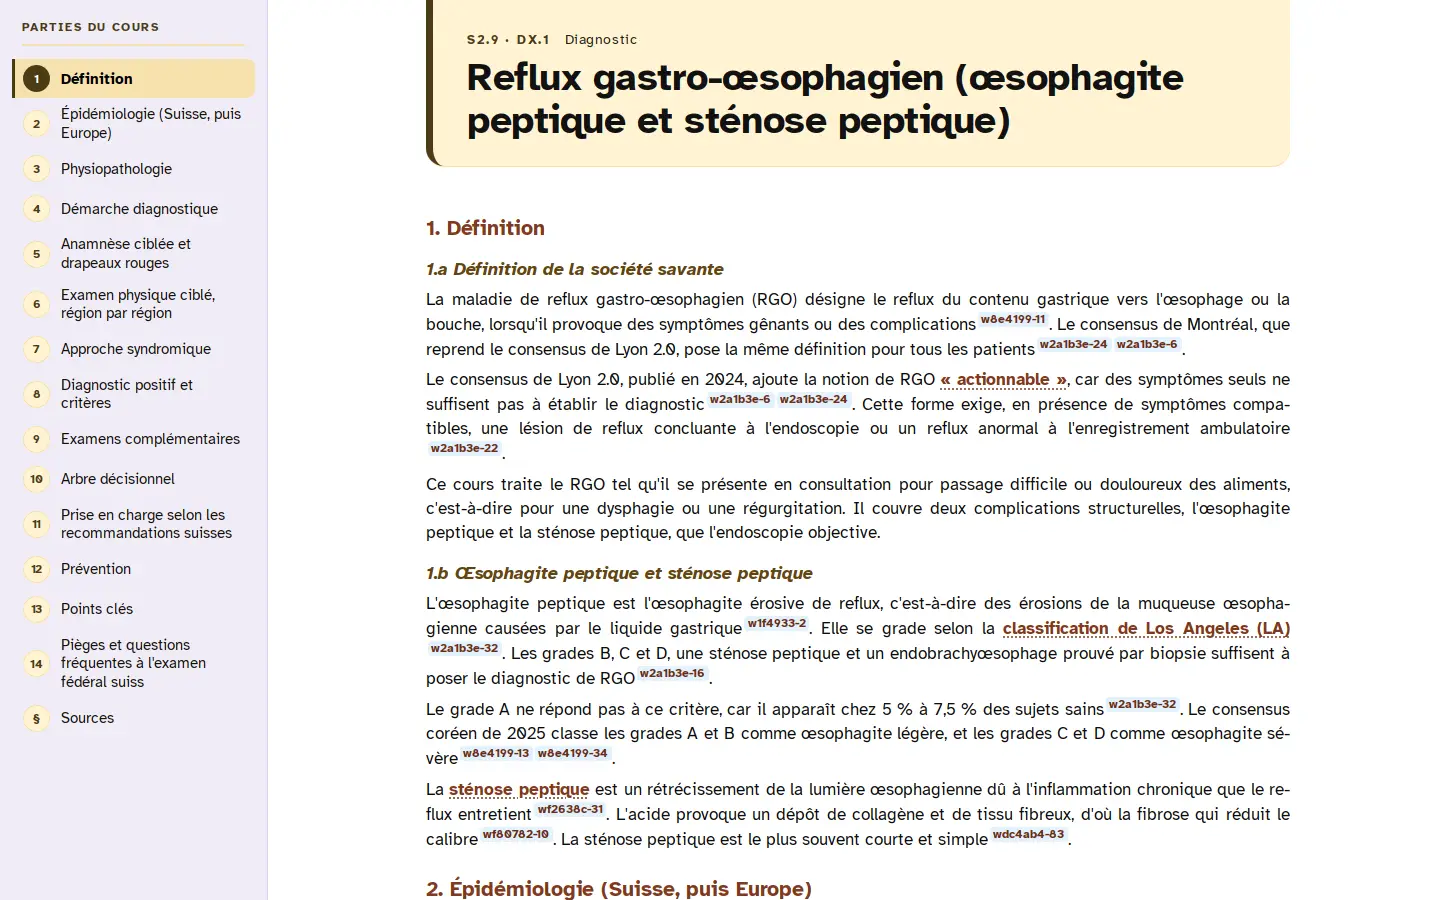 PARTIES DU COURS
1 Définition
2 Épidémiologie (Suisse, puis
Europe)
3 Physiopathologie
4 Démarche diagnostique
5 Anamnèse ciblée et
drapeaux rouges
6 Examen physique ciblé,
région par région
7 Approche syndromique
8 Diagnostic positif et
critères
9 Examens complémentaires
10 Arbre décisionnel
11 Prise en charge selon les
recommandations suisses
12 Prévention
13 Points clés
14 Pièges et questions
fréquentes à l'examen
fédéral suiss
§ Sources
S2.9 · DX.1 Diagnostic
Reflux gastro-œsophagien (œsophagite
peptique et sténose peptique)
1. Définition
1.a Définition de la société savante
La maladie de reflux gastro-œsophagien (RGO) désigne le reflux du contenu gastrique vers l'œsophage ou la
bouche, lorsqu'il provoque des symptômes gênants ou des complications w8e4199-11. Le consensus de Montréal, que
reprend le consensus de Lyon 2.0, pose la même définition pour tous les patients w2a1b3e-24 w2a1b3e-6.
Le consensus de Lyon 2.0, publié en 2024, ajoute la notion de RGO « actionnable », car des symptômes seuls ne
suffisent pas à établir le diagnostic w2a1b3e-6 w2a1b3e-24. Cette forme exige, en présence de symptômes compa-
tibles, une lésion de reflux concluante à l'endoscopie ou un reflux anormal à l'enregistrement ambulatoire
w2a1b3e-22.
Ce cours traite le RGO tel qu'il se présente en consultation pour passage difficile ou douloureux des aliments,
c'est-à-dire pour une dysphagie ou une régurgitation. Il couvre deux complications structurelles, l'œsophagite
peptique et la sténose peptique, que l'endoscopie objective.
1.b Œsophagite peptique et sténose peptique
L'œsophagite peptique est l'œsophagite érosive de reflux, c'est-à-dire des érosions de la muqueuse œsopha-
gienne causées par le liquide gastrique w1f4933-2. Elle se grade selon la classification de Los Angeles (LA)
w2a1b3e-32. Les grades B, C et D, une sténose peptique et un endobrachyœsophage prouvé par biopsie suffisent à
poser le diagnostic de RGO w2a1b3e-16.
Le grade A ne répond pas à ce critère, car il apparaît chez 5 % à 7,5 % des sujets sains w2a1b3e-32. Le consensus
coréen de 2025 classe les grades A et B comme œsophagite légère, et les grades C et D comme œsophagite sé-
vère w8e4199-13 w8e4199-34.
La sténose peptique est un rétrécissement de la lumière œsophagienne dû à l'inflammation chronique que le re-
flux entretient wf2638c-31. L'acide provoque un dépôt de collagène et de tissu fibreux, d'où la fibrose qui réduit le
calibre wf80782-10. La sténose peptique est le plus souvent courte et simple wdc4ab4-83.
2. Épidémiologie (Suisse, puis Europe)